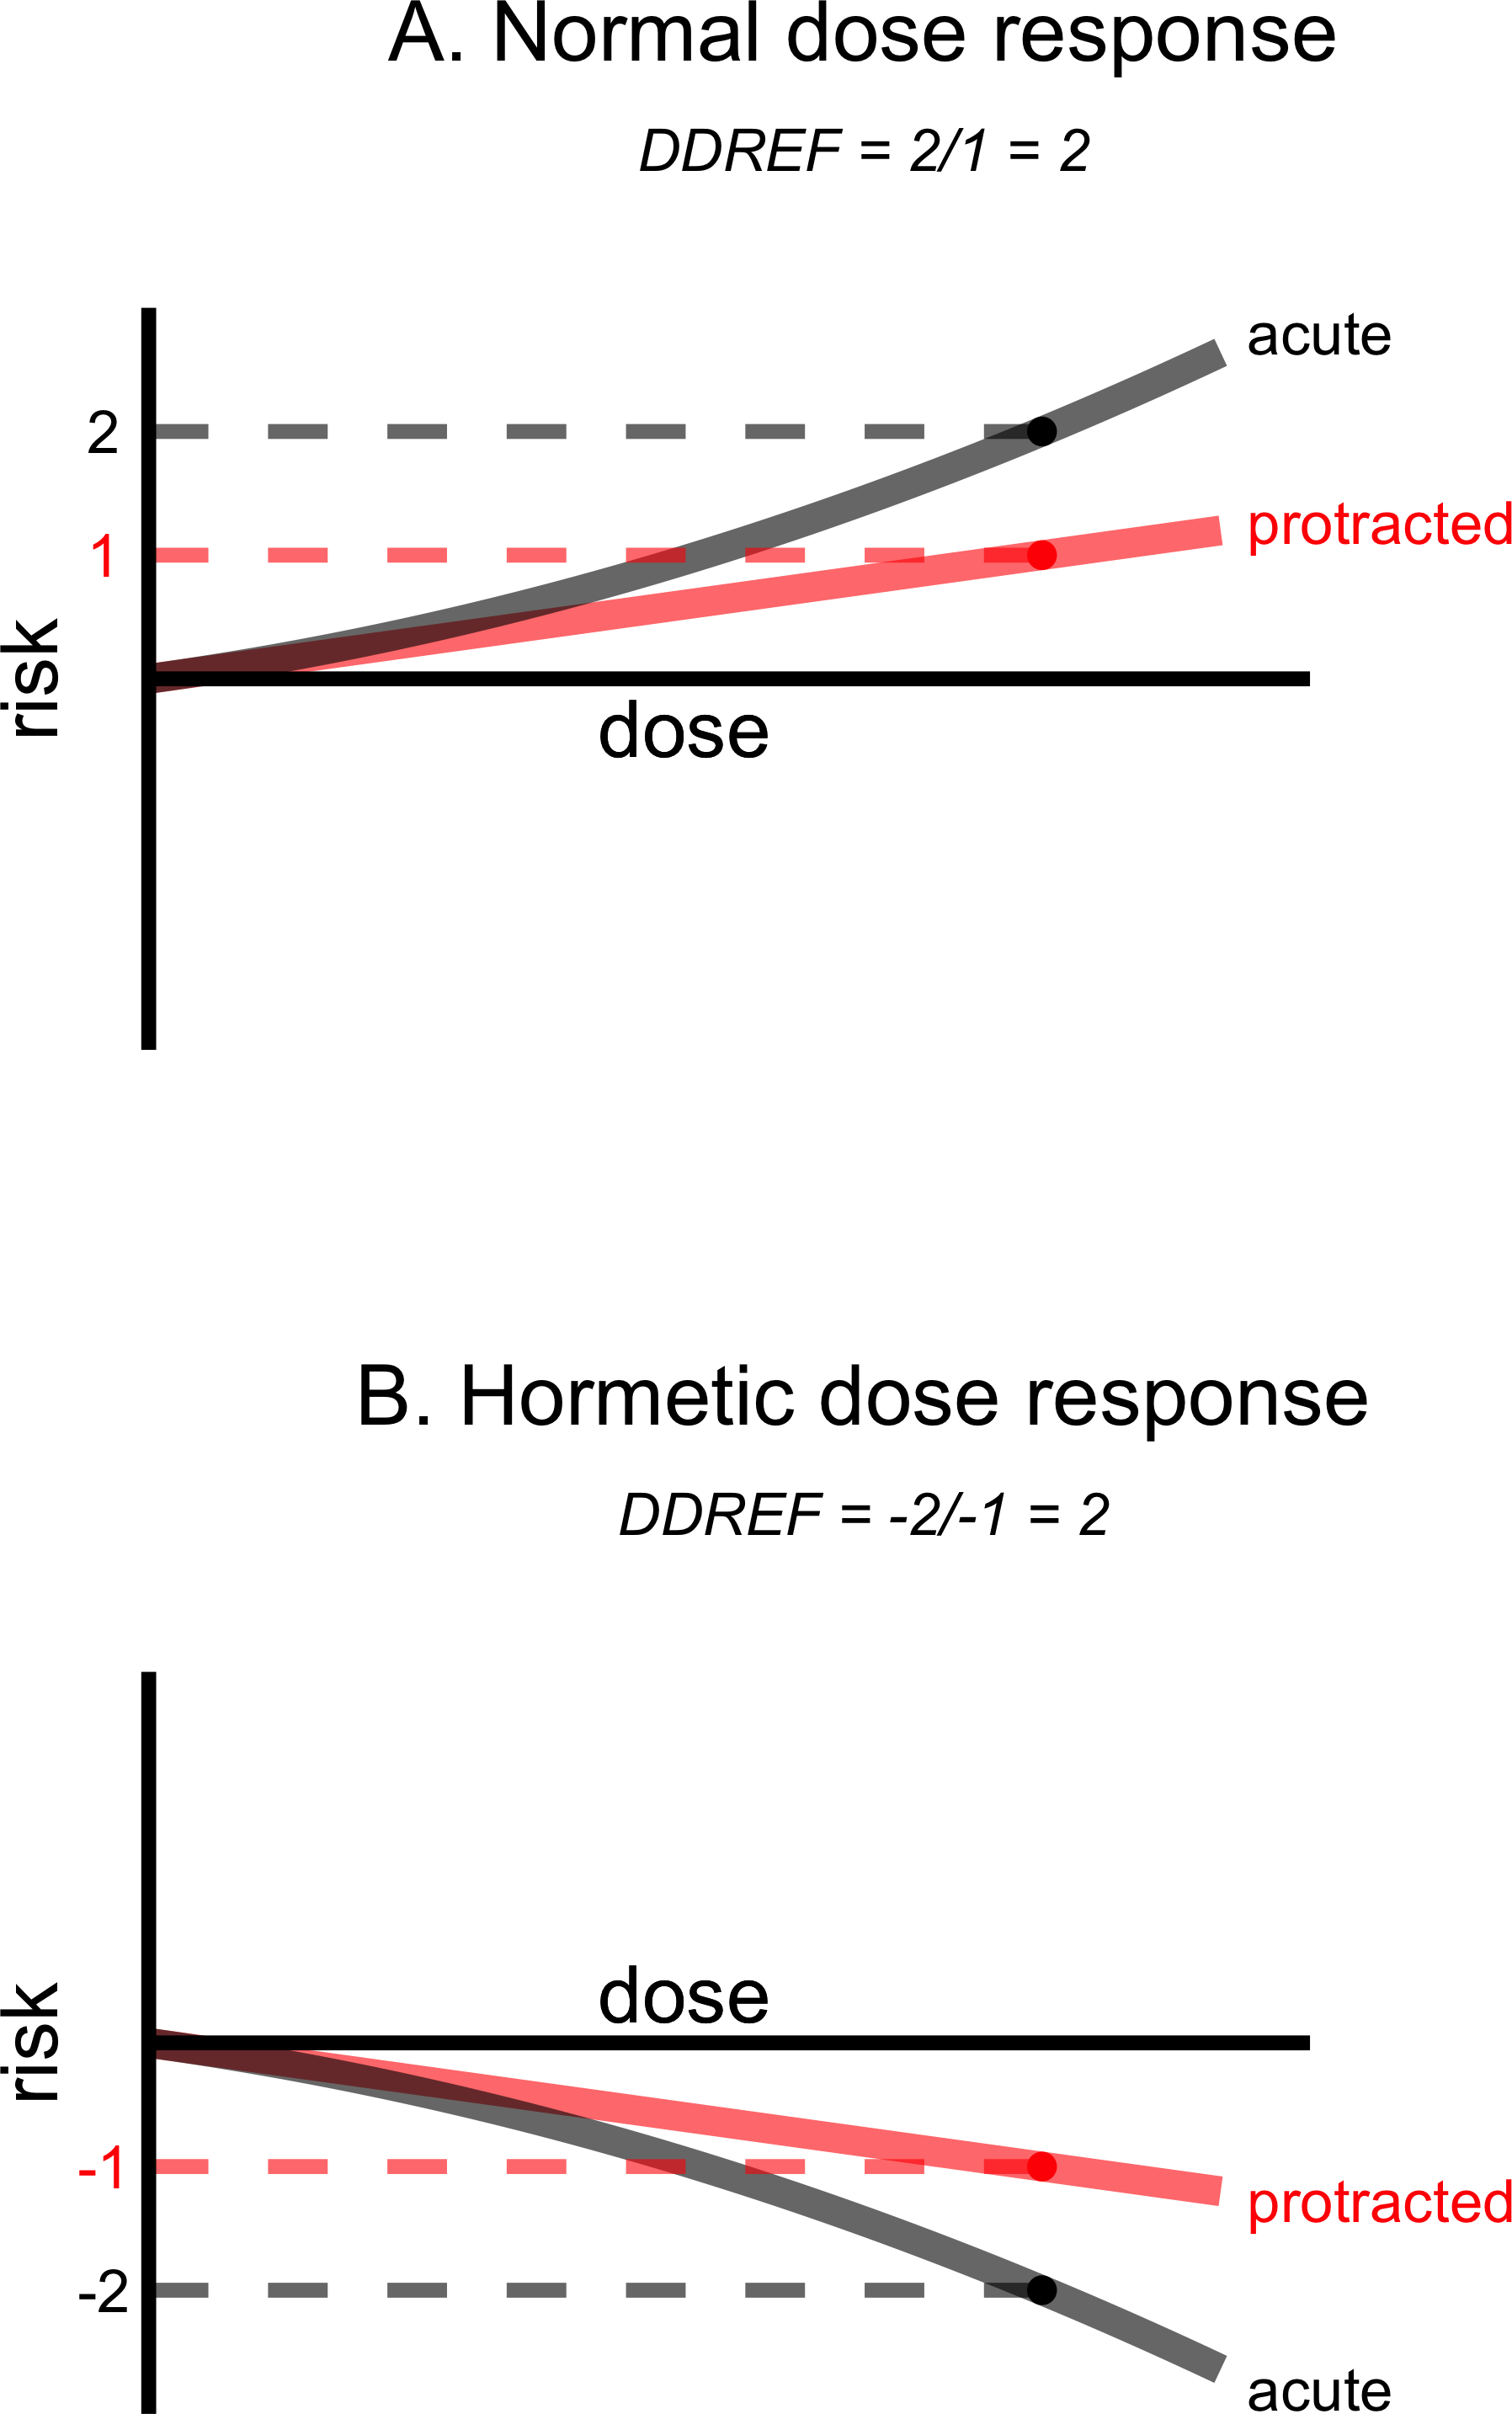 A. Normal dose response
DDREF = 2/1 = 2
acute
2
protracted
1
risk
dose
B. Hormetic dose response
DDREF = -2/-1 = 2
dose
risk
-1
protracted
-2
acute